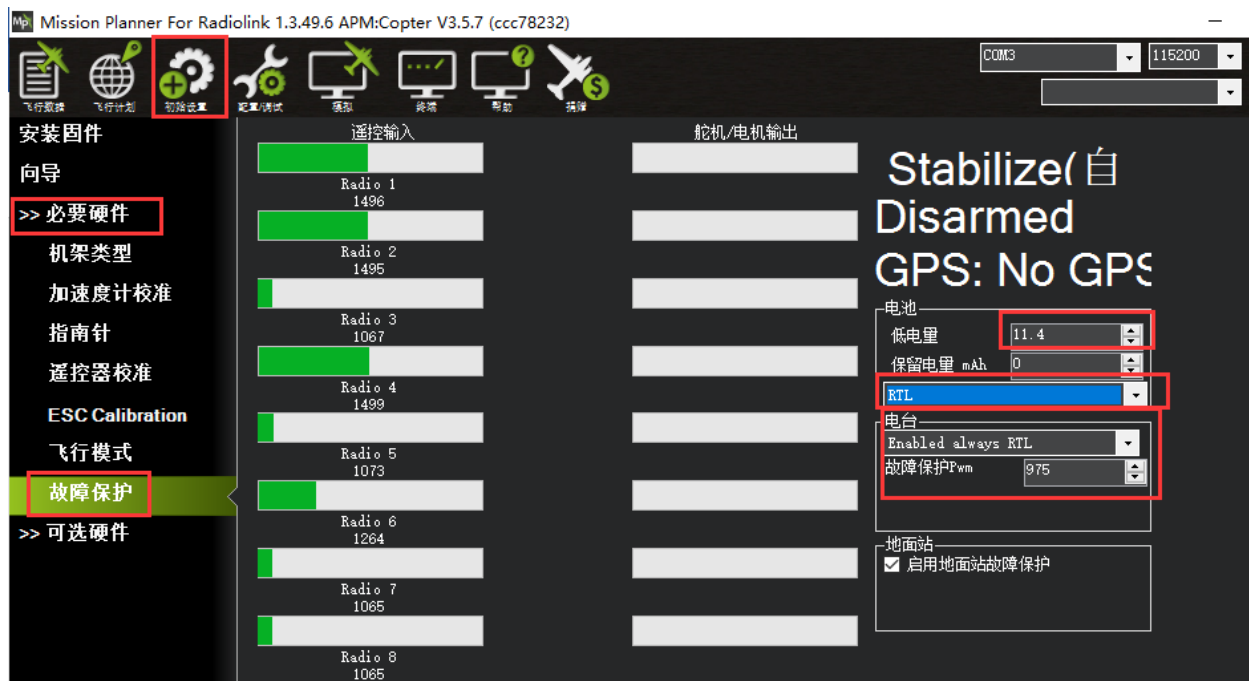 Mission Planner For Radiolink 1.3.49.6 APM:Copter V3.5.7 (ccc78232)
飞行数据
飞行计划
初始设置
配置/调试
模拟
终端
帮助
捐赠
COM3
115200
安装固件
向导
>> 必要硬件
机架类型
加速度计校准
指南针
遥控器校准
ESC Calibration
飞行模式
故障保护
>> 可选硬件
遥控输入
Radio 1
1496
Radio 2
1495
Radio 3
1067
Radio 4
1499
Radio 5
1073
Radio 6
1264
Radio 7
1065
Radio 8
1065
舵机/电机输出
Stabilize(自
Disarmed
GPS: No GPS
电池
低电量 11.4
保留电量 mAh 0
RTL
电台
Enabled always RTL
故障保护Pwm 975
地面站
启用地面站故障保护